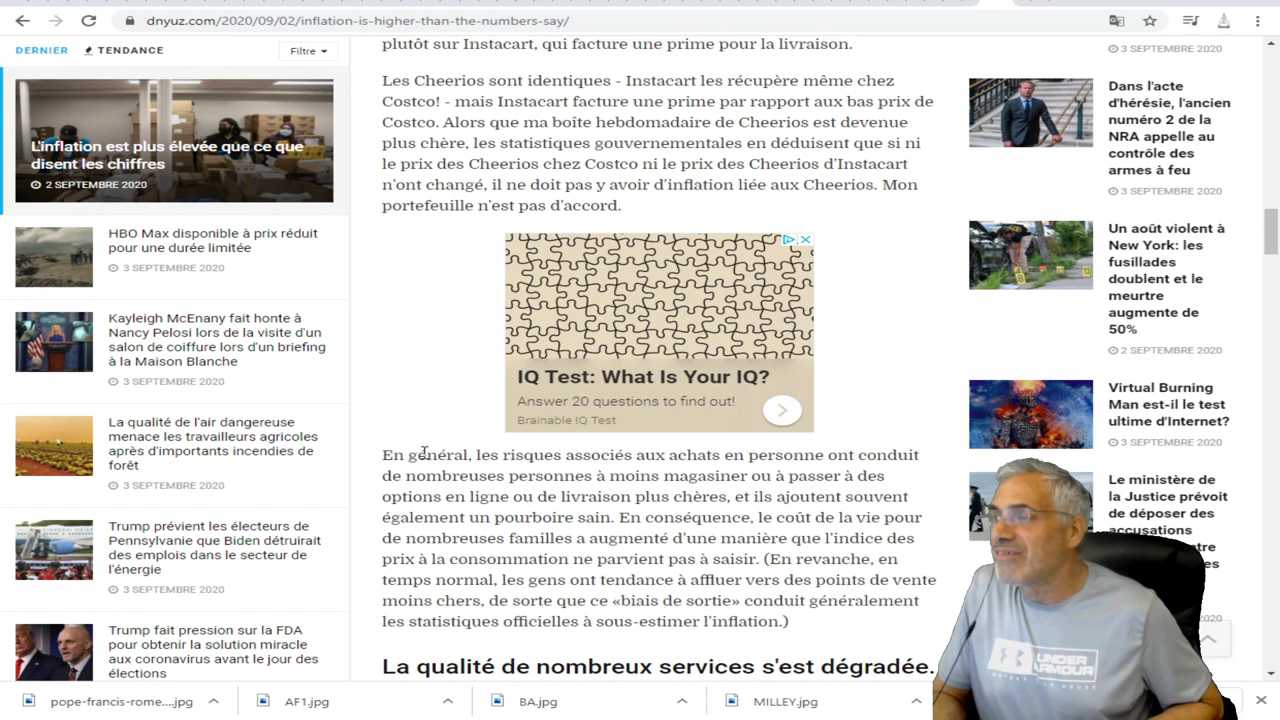 dnyuz.com/2020/09/02/inflation-is-higher-than-the-numbers-say/
DERNIER
TENDANCE
Filtre
L'inflation est plus élevée que ce que
disent les chiffres
2 SEPTEMBRE 2020
HBO Max disponible à prix réduit
pour une durée limitée
3 SEPTEMBRE 2020
Kayleigh McEnany fait honte à
Nancy Pelosi lors de la visite d'un
salon de coiffure lors d'un briefing
à la Maison Blanche
3 SEPTEMBRE 2020
La qualité de l'air dangereuse
menace les travailleurs agricoles
après d'importants incendies de
forêt
3 SEPTEMBRE 2020
Trump prévient les électeurs de
Pennsylvanie que Biden détruirait
des emplois dans le secteur de
l'énergie
3 SEPTEMBRE 2020
Trump fait pression sur la FDA
pour obtenir la solution miracle
aux coronavirus avant le jour des
élections
plutôt sur Instacart, qui facture une prime pour la livraison.
Les Cheerios sont identiques - Instacart les récupère même chez
Costco! - mais Instacart facture une prime par rapport aux bas prix de
Costco. Alors que ma boîte hebdomadaire de Cheerios est devenue
plus chère, les statistiques gouvernementales en déduisent que si ni
le prix des Cheerios chez Costco ni le prix des Cheerios d'Instacart
n'ont changé, il ne doit pas y avoir d'inflation liée aux Cheerios. Mon
portefeuille n'est pas d'accord.
IQ Test: What Is Your IQ?
Answer 20 questions to find out!
Brainable IQ Test
En général, les risques associés aux achats en personne ont conduit
de nombreuses personnes à moins magasiner ou à passer à des
options en ligne ou de livraison plus chères, et ils ajoutent souvent
également un pourboire sain. En conséquence, le coût de la vie pour
de nombreuses familles a augmenté d'une manière que l'indice des
prix à la consommation ne parvient pas à saisir. (En revanche, en
temps normal, les gens ont tendance à affluer vers des points de vente
moins chers, de sorte que ce «biais de sortie» conduit généralement
les statistiques officielles à sous-estimer l'inflation.)
La qualité de nombreux services s'est dégradée.
3 SEPTEMBRE 2020
Dans l'acte
d'hérésie, l'ancien
numéro 2 de la
NRA appelle au
contrôle des
armes à feu
3 SEPTEMBRE 2020
Un août violent à
New York: les
fusillades
doublent et le
meurtre
augmente de
50%
2 SEPTEMBRE 2020
Virtual Burning
Man est-il le test
ultime d'Internet?
3 SEPTEMBRE 2020
Le ministère de
la Justice prévoit
de déposer des
accusations
2020
UNDER
ARMOUR
pope-francis-rome....jpg
AF1.jpg
BA.jpg
MILLEY.jpg